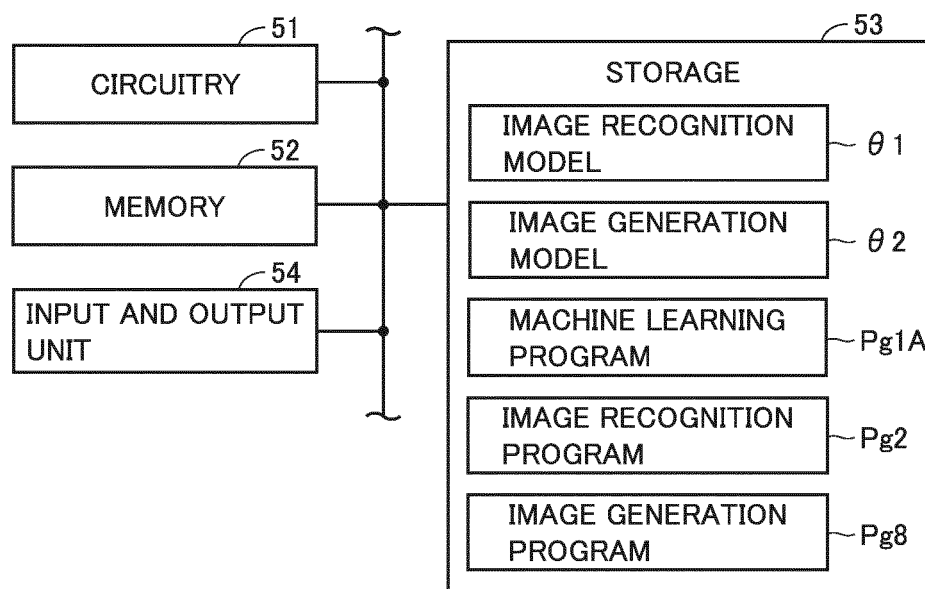 51
CIRCUITRY
52
MEMORY
54
INPUT AND OUTPUT
UNIT
53
STORAGE
IMAGE RECOGNITION
MODEL
θ1
IMAGE GENERATION
MODEL
θ2
MACHINE LEARNING
PROGRAM
Pg1A
IMAGE RECOGNITION
PROGRAM
Pg2
IMAGE GENERATION
PROGRAM
Pg8